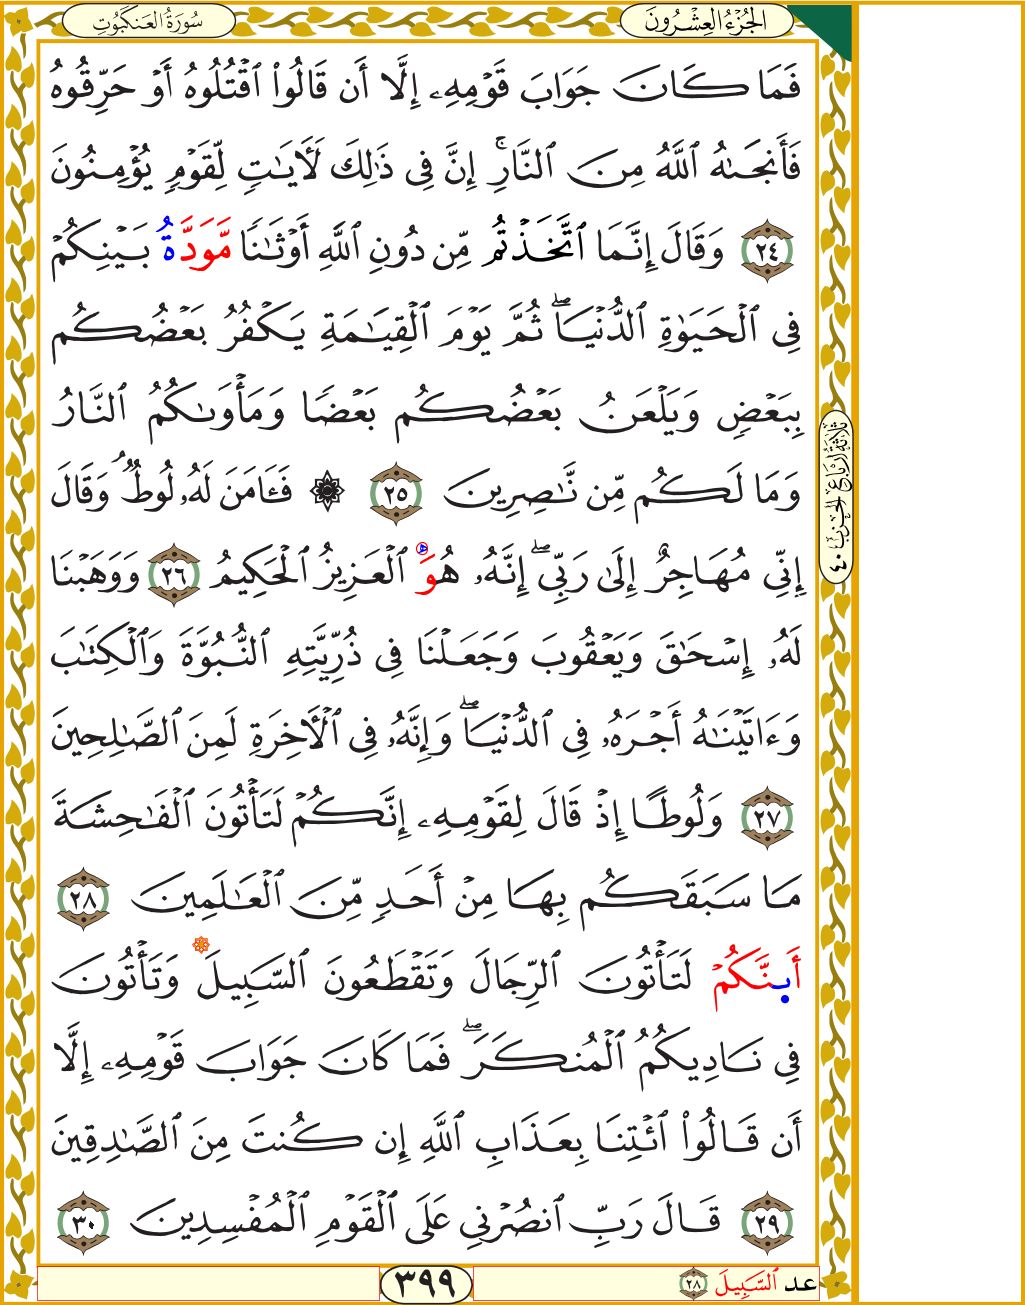 الجُزْءُ العِشْرُونَ
سُورَةُ العَنكَبُوتِ
فَمَا كَانَ جَوَابَ قَوْمِهِۦٓ إِلَّآ أَن قَالُوا۟ ٱقْتُلُوهُ أَوْ حَرِّقُوهُ
فَأَنجَىٰهُ ٱللَّهُ مِنَ ٱلنَّارِۚ إِنَّ فِى ذَٰلِكَ لَـَٔايَـٰتٍ لِّقَوْمٍ يُؤْمِنُونَ
٢٤ وَقَالَ إِنَّمَا ٱتَّخَذتُّم مِّن دُونِ ٱللَّهِ أَوْثَـٰنًا مَّوَدَّةُ بَيْنِكُمْ
فِى ٱلْحَيَوٰةِ ٱلدُّنْيَاۖ ثُمَّ يَوْمَ ٱلْقِيَـٰمَةِ يَكْفُرُ بَعْضُكُم
بِبَعْضٍ وَيَلْعَنُ بَعْضُكُم بَعْضًا وَمَأْوَىٰكُمُ ٱلنَّارُ
وَمَا لَكُم مِّن نَّـٰصِرِينَ ٢٥ ۞ فَـَٔامَنَ لَهُۥ لُوطٌۘ وَقَالَ
إِنِّى مُهَاجِرٌ إِلَىٰ رَبِّىٓۖ إِنَّهُۥ هُوَ ٱلْعَزِيزُ ٱلْحَكِيمُ ٢٦ وَوَهَبْنَا
لَهُۥٓ إِسْحَـٰقَ وَيَعْقُوبَ وَجَعَلْنَا فِى ذُرِّيَّتِهِ ٱلنُّبُوَّةَ وَٱلْكِتَـٰبَ
وَءَاتَيْنَـٰهُ أَجْرَهُۥ فِى ٱلدُّنْيَاۖ وَإِنَّهُۥ فِى ٱلْـَٔاخِرَةِ لَمِنَ ٱلصَّـٰلِحِينَ
٢٧ وَلُوطًا إِذْ قَالَ لِقَوْمِهِۦٓ إِنَّكُمْ لَتَأْتُونَ ٱلْفَـٰحِشَةَ
مَا سَبَقَكُم بِهَا مِنْ أَحَدٍ مِّنَ ٱلْعَـٰلَمِينَ ٢٨
أَىِٕنَّكُمْ لَتَأْتُونَ ٱلرِّجَالَ وَتَقْطَعُونَ ٱلسَّبِيلَ وَتَأْتُونَ
فِى نَادِيكُمُ ٱلْمُنكَرَۖ فَمَا كَانَ جَوَابَ قَوْمِهِۦٓ إِلَّآ
أَن قَالُوا۟ ٱئْتِنَا بِعَذَابِ ٱللَّهِ إِن كُنتَ مِنَ ٱلصَّـٰدِقِينَ
٢٩ قَالَ رَبِّ ٱنصُرْنِى عَلَى ٱلْقَوْمِ ٱلْمُفْسِدِينَ ٣٠
ثلاثة أرباع الحزب ٤٠
عد ٱلسَّبِيلَ ٢٨
٣٩٩